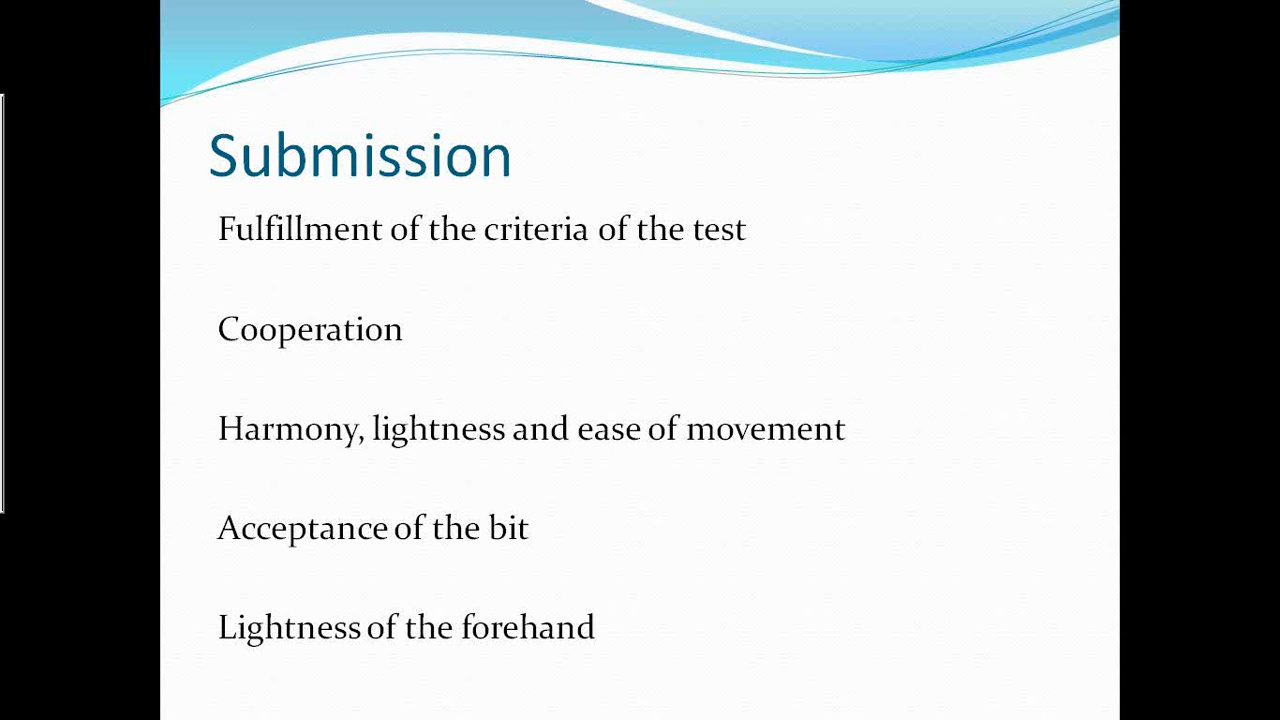 Submission
Fulfillment of the criteria of the test
Cooperation
Harmony, lightness and ease of movement
Acceptance of the bit
Lightness of the forehand